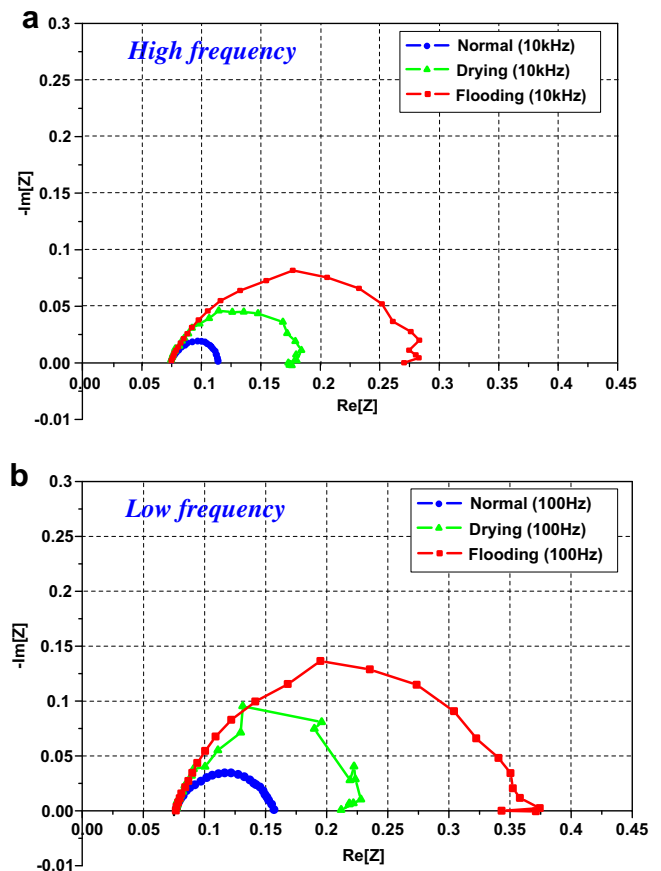 a
High frequency
Normal (10kHz)
Drying (10kHz)
Flooding (10kHz)
0.3
0.25
0.20
0.15
0.10
0.05
0.00
-0.01
-Im[Z]
0.00 0.05 0.1 0.15 0.2 0.25 0.3 0.35 0.4 0.45
Re[Z]
b
Low frequency
Normal (100Hz)
Drying (100Hz)
Flooding (100Hz)
0.3
0.25
0.20
0.15
0.1
0.05
0.00
-0.01
-Im[Z]
0.00 0.05 0.10 0.15 0.2 0.25 0.3 0.35 0.4 0.45
Re[Z]